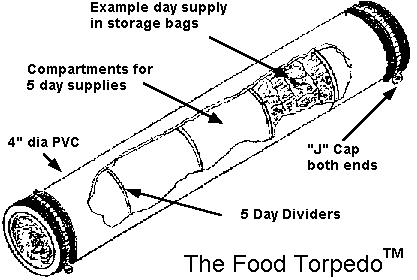 Example day supply
in storage bags
Compartments for
5 day supplies
4" dia PVC
"J" Cap
both ends
5 Day Dividers
The Food Torpedo™